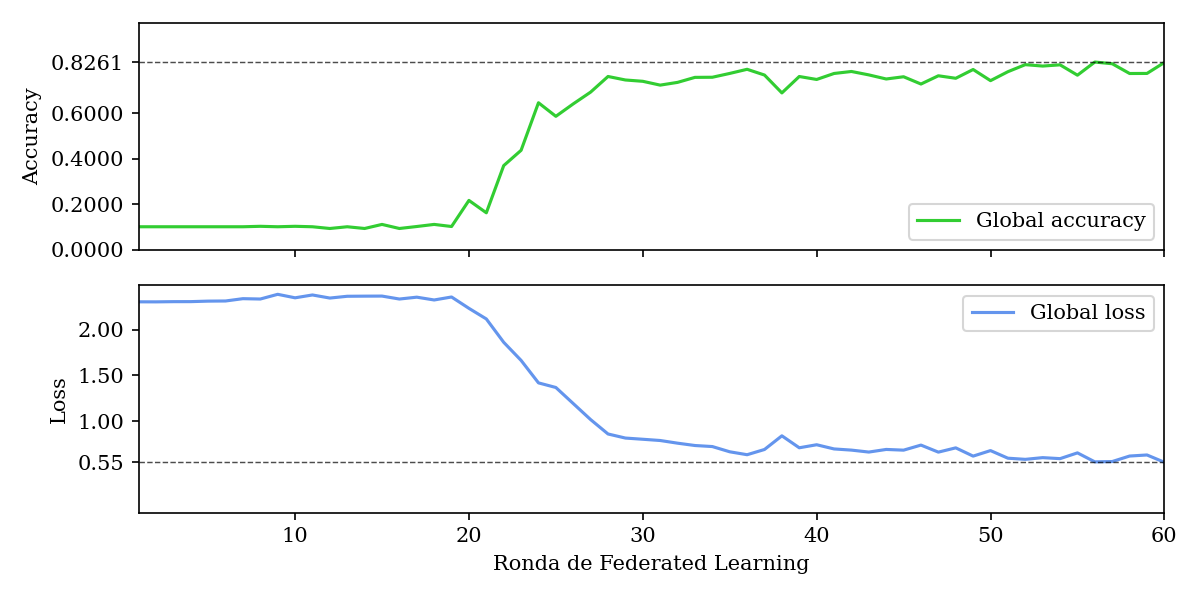 0.8261
0.6000
0.4000
0.2000
0.0000
Accuracy
Global accuracy
2.00
1.50
1.00
0.55
Loss
Global loss
10 20 30 40 50 60
Ronda de Federated Learning